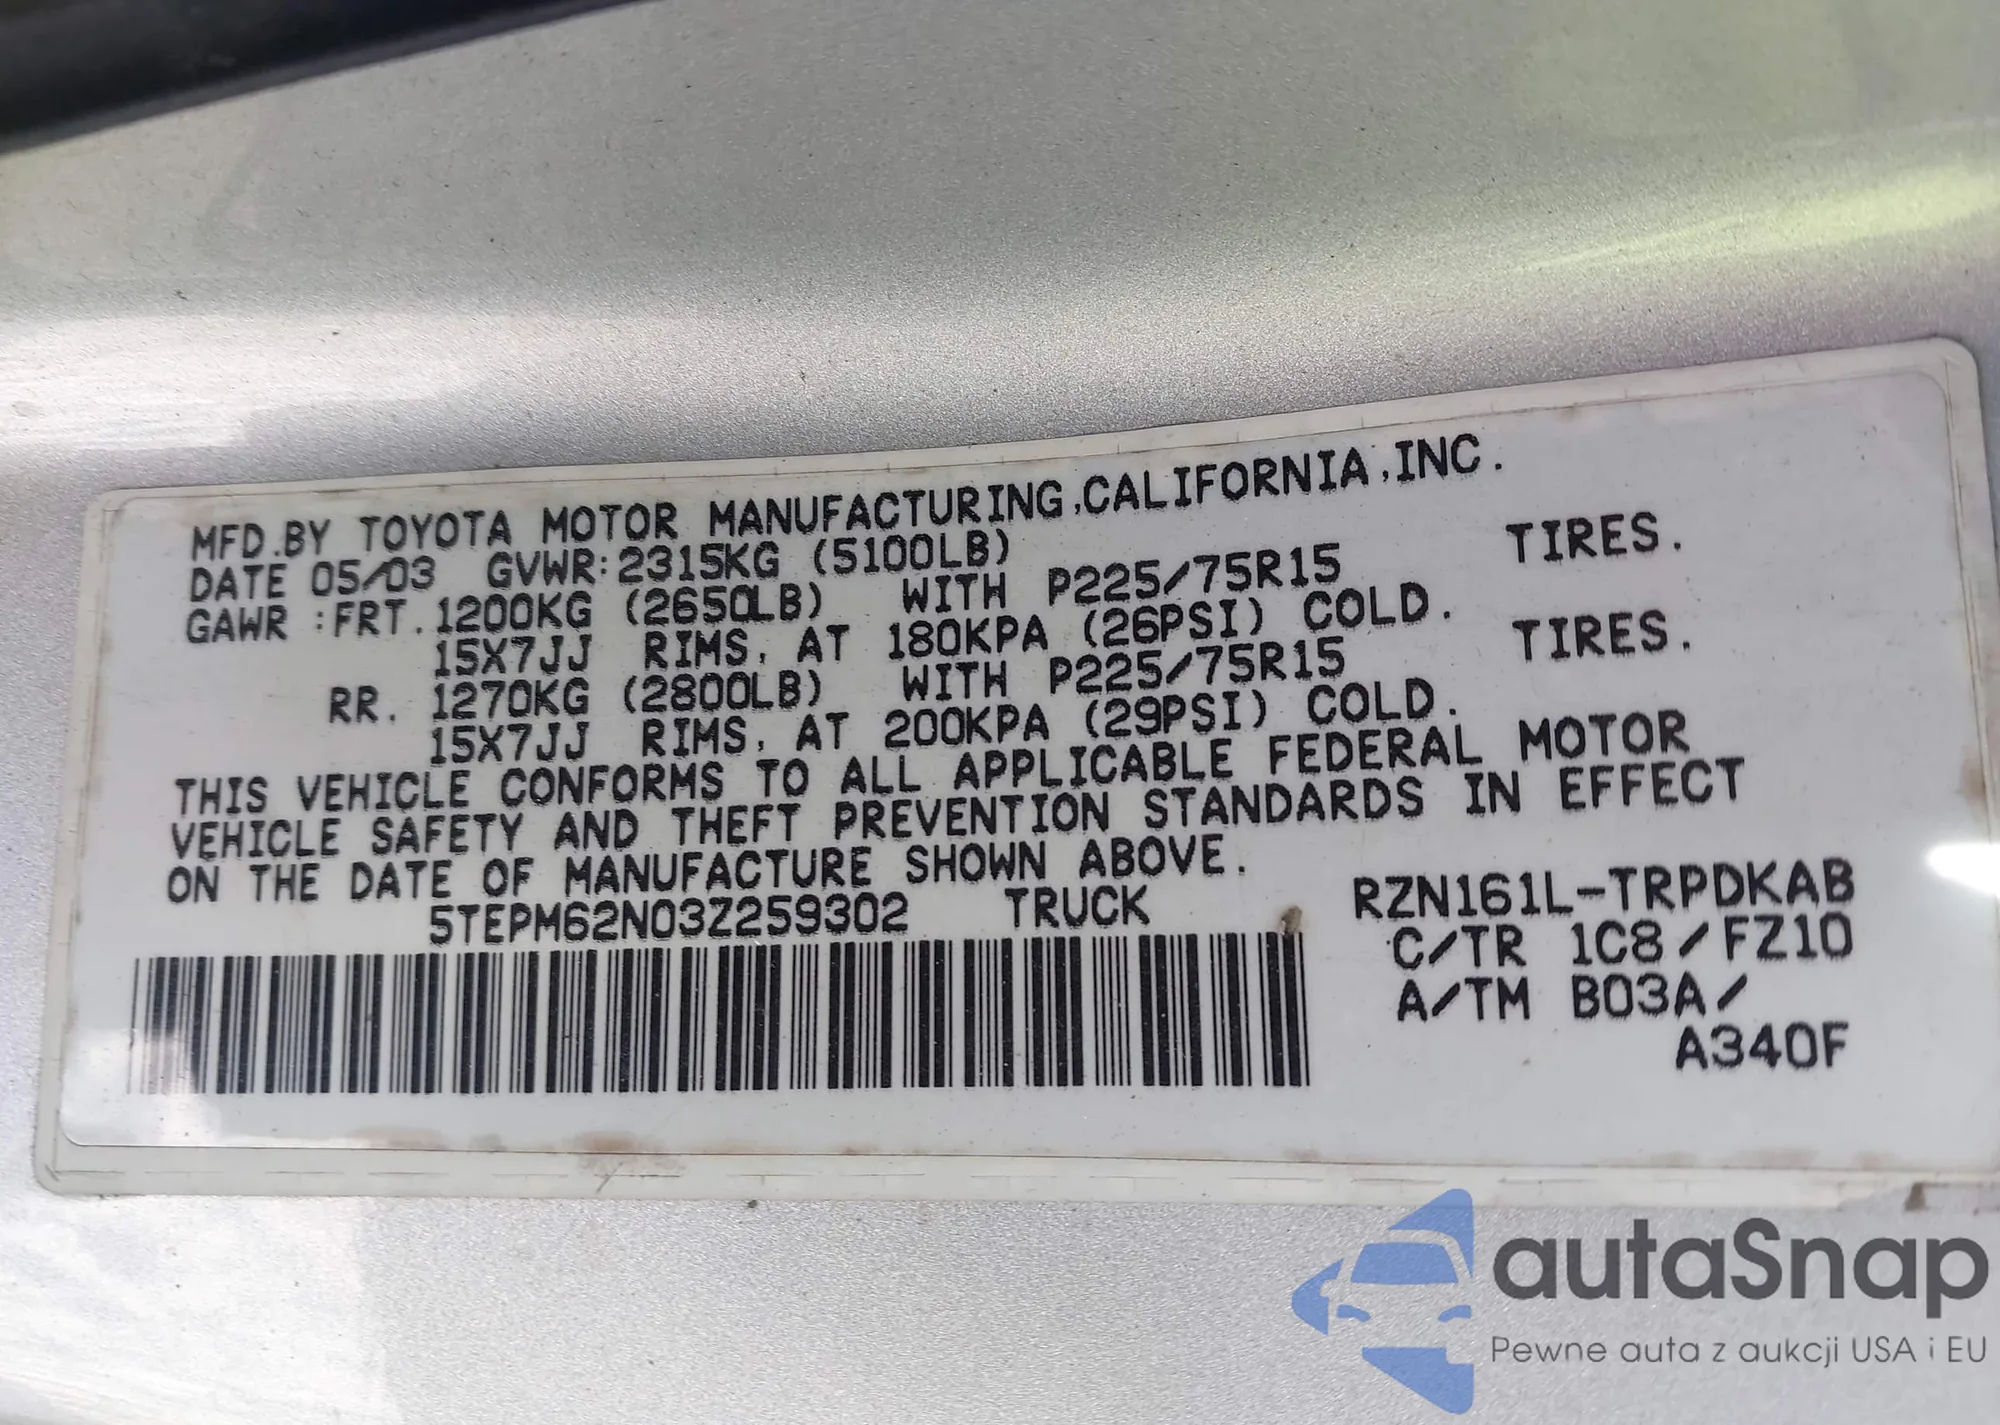 MFD.BY TOYOTA MOTOR MANUFACTURING,CALIFORNIA,INC.
DATE 05/03 GVWR:2315KG (5100LB)
GAWR :FRT. 1200KG (2650LB) WITH P225/75R15 TIRES.
15X7JJ RIMS, AT 180KPA (26PSI) COLD.
RR. 1270KG (2800LB) WITH P225/75R15 TIRES.
15X7JJ RIMS, AT 200KPA (29PSI) COLD.
THIS VEHICLE CONFORMS TO ALL APPLICABLE FEDERAL MOTOR
VEHICLE SAFETY AND THEFT PREVENTION STANDARDS IN EFFECT
ON THE DATE OF MANUFACTURE SHOWN ABOVE.
5TEPM62N03Z259302 TRUCK RZN161L-TRPDKAB
C/TR 1C8/FZ10
A/TM B03A/
A340F
autaSnap
Pewne auta z aukcji USA i EU